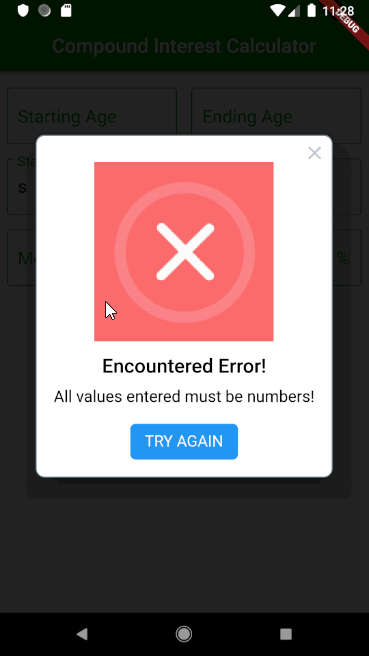 11:28
DEBUG
Compound Interest Calculator
Starting Age
Ending Age
s
%
Encountered Error!
All values entered must be numbers!
TRY AGAIN